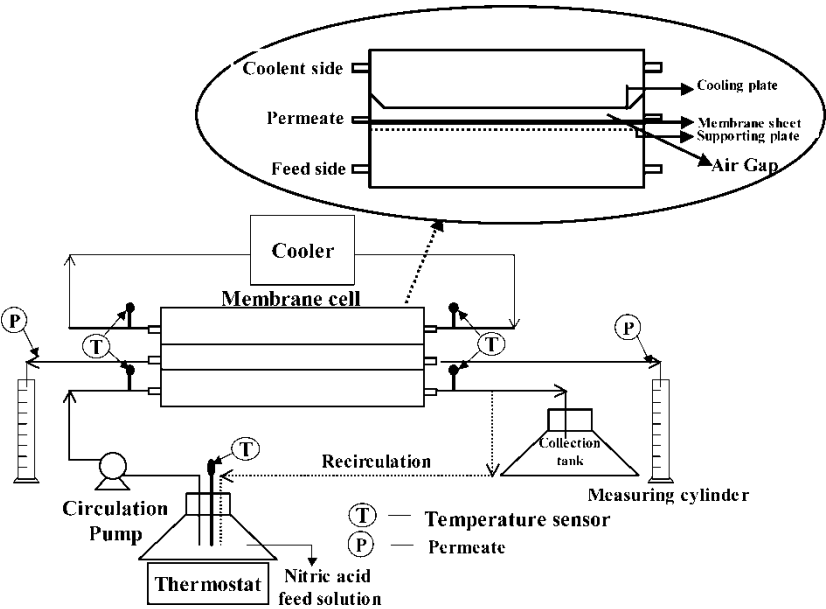 Coolent side
Cooling plate
Permeate
Membrane sheet
Supporting plate
Air Gap
Feed side
Cooler
Membrane cell
P
T
T
P
T
Collection
tank
Recirculation
Circulation
Pump
Measuring cylinder
T — Temperature sensor
P — Permeate
Nitric acid
feed solution
Thermostat